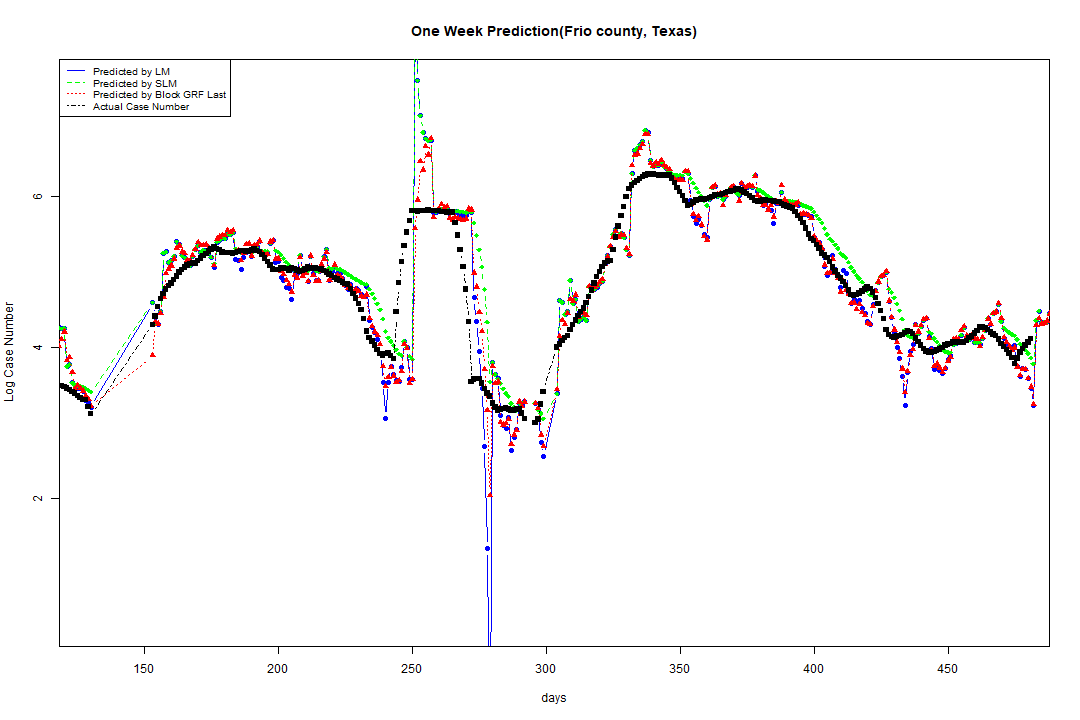 One Week Prediction(Frio county, Texas)
Predicted by LM
Predicted by SLM
Predicted by Block GRF Last
Actual Case Number
Log Case Number
6
4
2
150 200 250 300 350 400 450
days